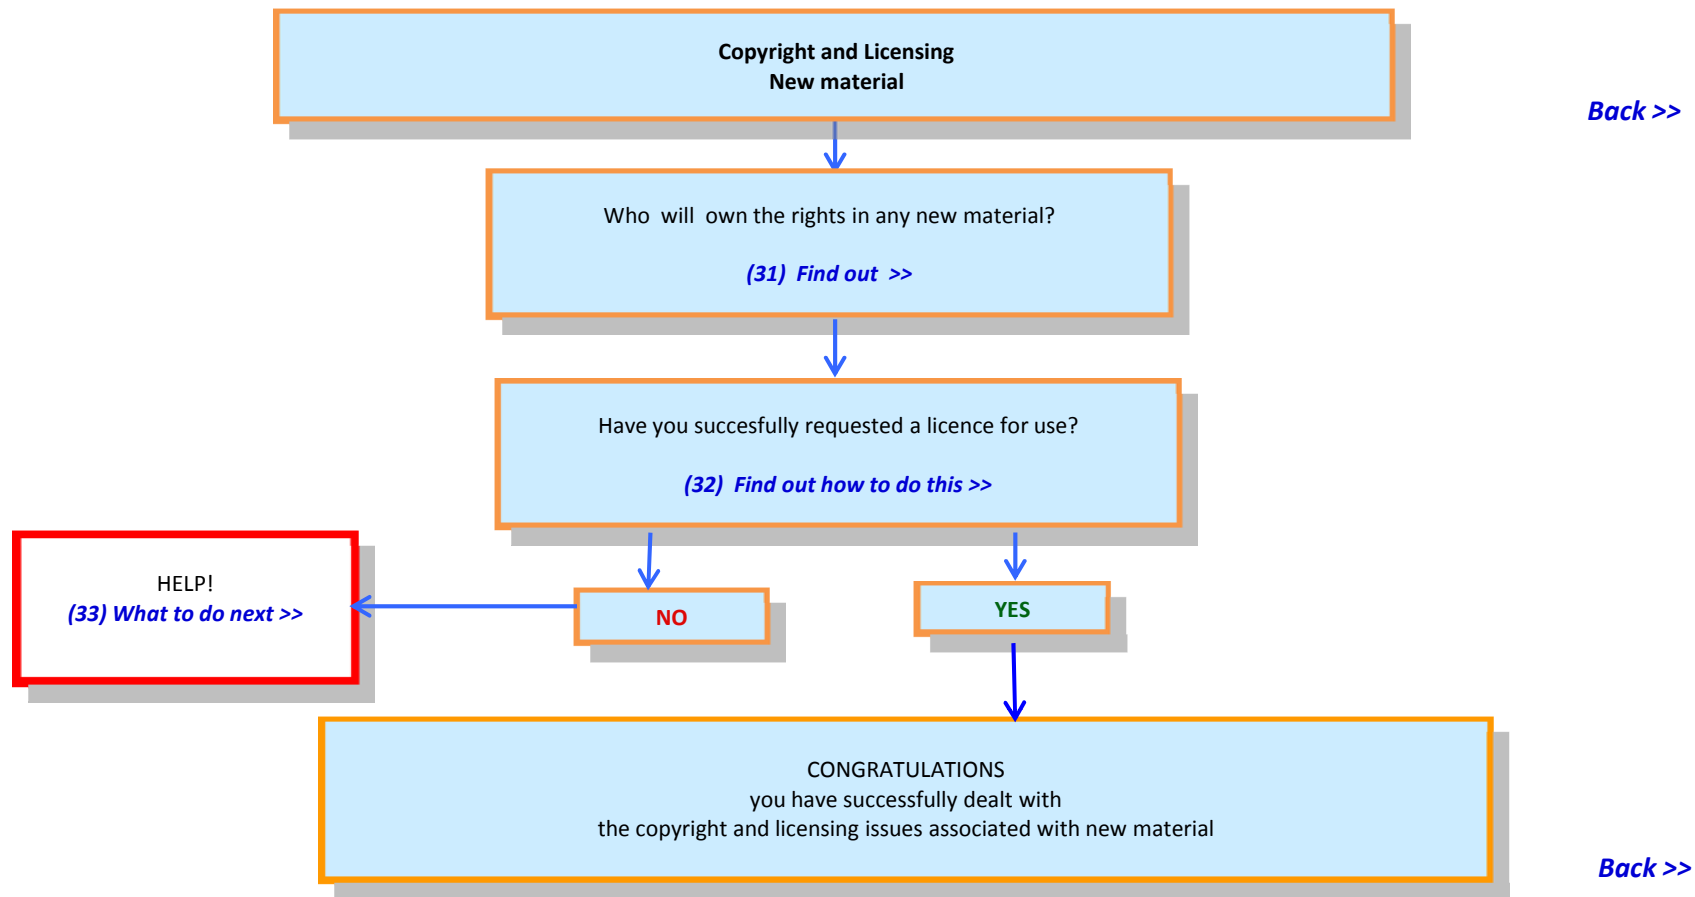 Copyright and Licensing
New material
Back >>
Who will own the rights in any new material?
(31) Find out >>
Have you succesfully requested a licence for use?
(32) Find out how to do this >>
HELP!
(33) What to do next >>
NO
YES
CONGRATULATIONS
you have successfully dealt with
the copyright and licensing issues associated with new material
Back >>